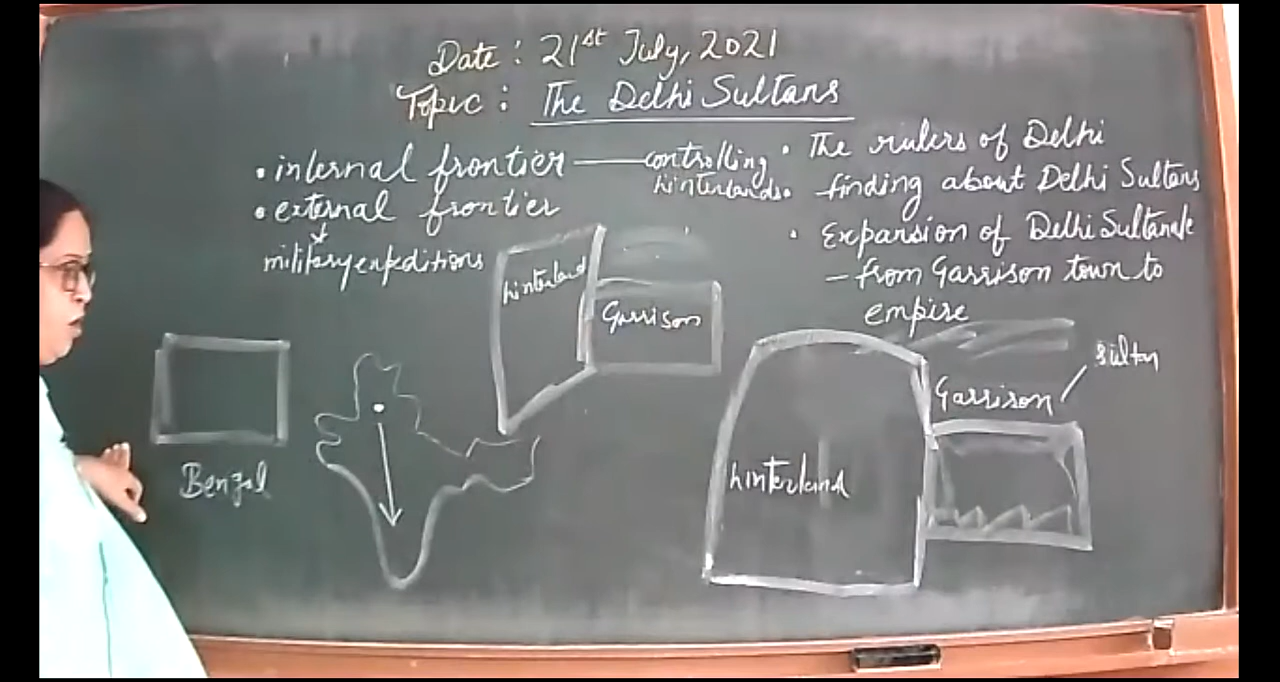 Date : 21st July, 2021
Topic : The Delhi Sultans
• internal frontier — controlling hinterlands
• external frontier
military expeditions
• The rulers of Delhi
• finding about Delhi Sultans
• Expansion of Delhi Sultanate
– from Garrison town to
empire
hinterland
Garrison
Bengal
hinterland
Garrison
Sultan